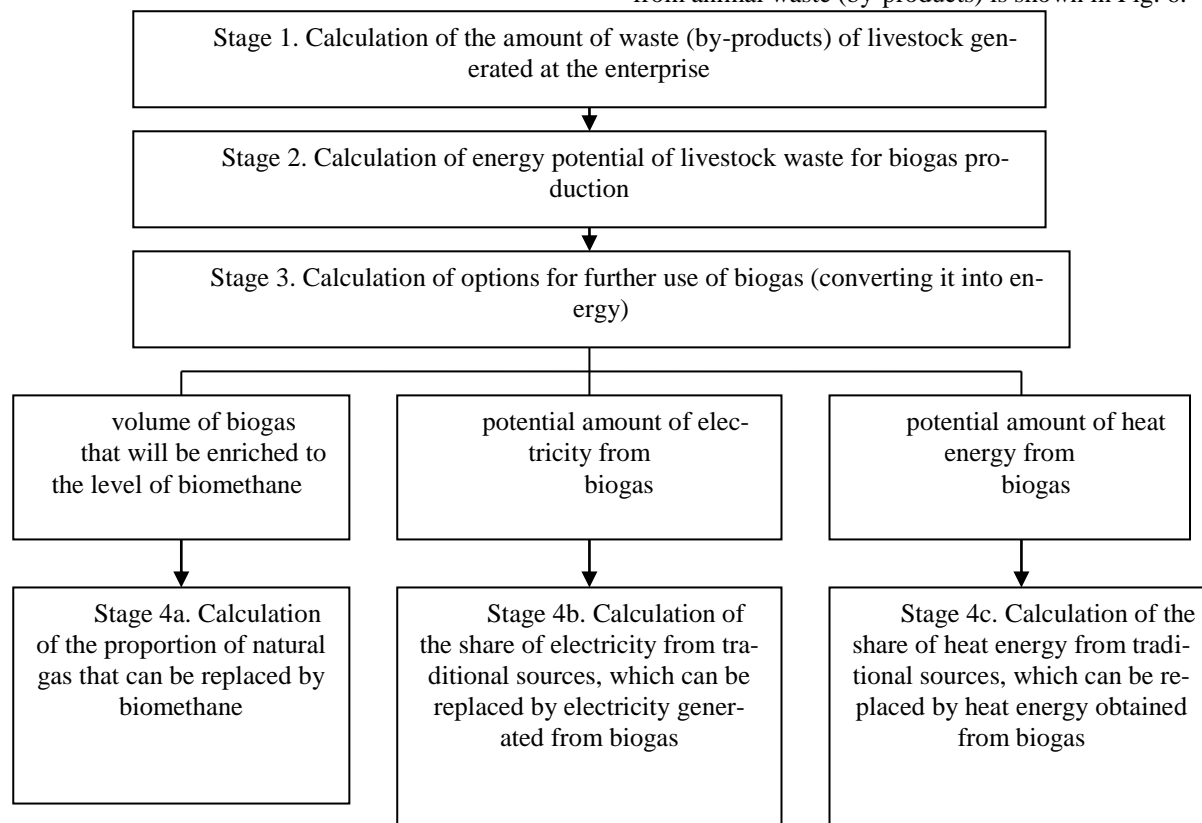 from animal waste (by-products) is shown in Fig. 6.
Stage 1. Calculation of the amount of waste (by-products) of livestock gen-
erated at the enterprise
Stage 2. Calculation of energy potential of livestock waste for biogas pro-
duction
Stage 3. Calculation of options for further use of biogas (converting it into en-
ergy)
volume of biogas
that will be enriched to
the level of biomethane
potential amount of elec-
tricity from
biogas
potential amount of heat
energy from
biogas
Stage 4a. Calculation
of the proportion of natural
gas that can be replaced by
biomethane
Stage 4b. Calculation of
the share of electricity from tra-
ditional sources, which can be
replaced by electricity gener-
ated from biogas
Stage 4c. Calculation of the
share of heat energy from tradi-
tional sources, which can be re-
placed by heat energy obtained
from biogas